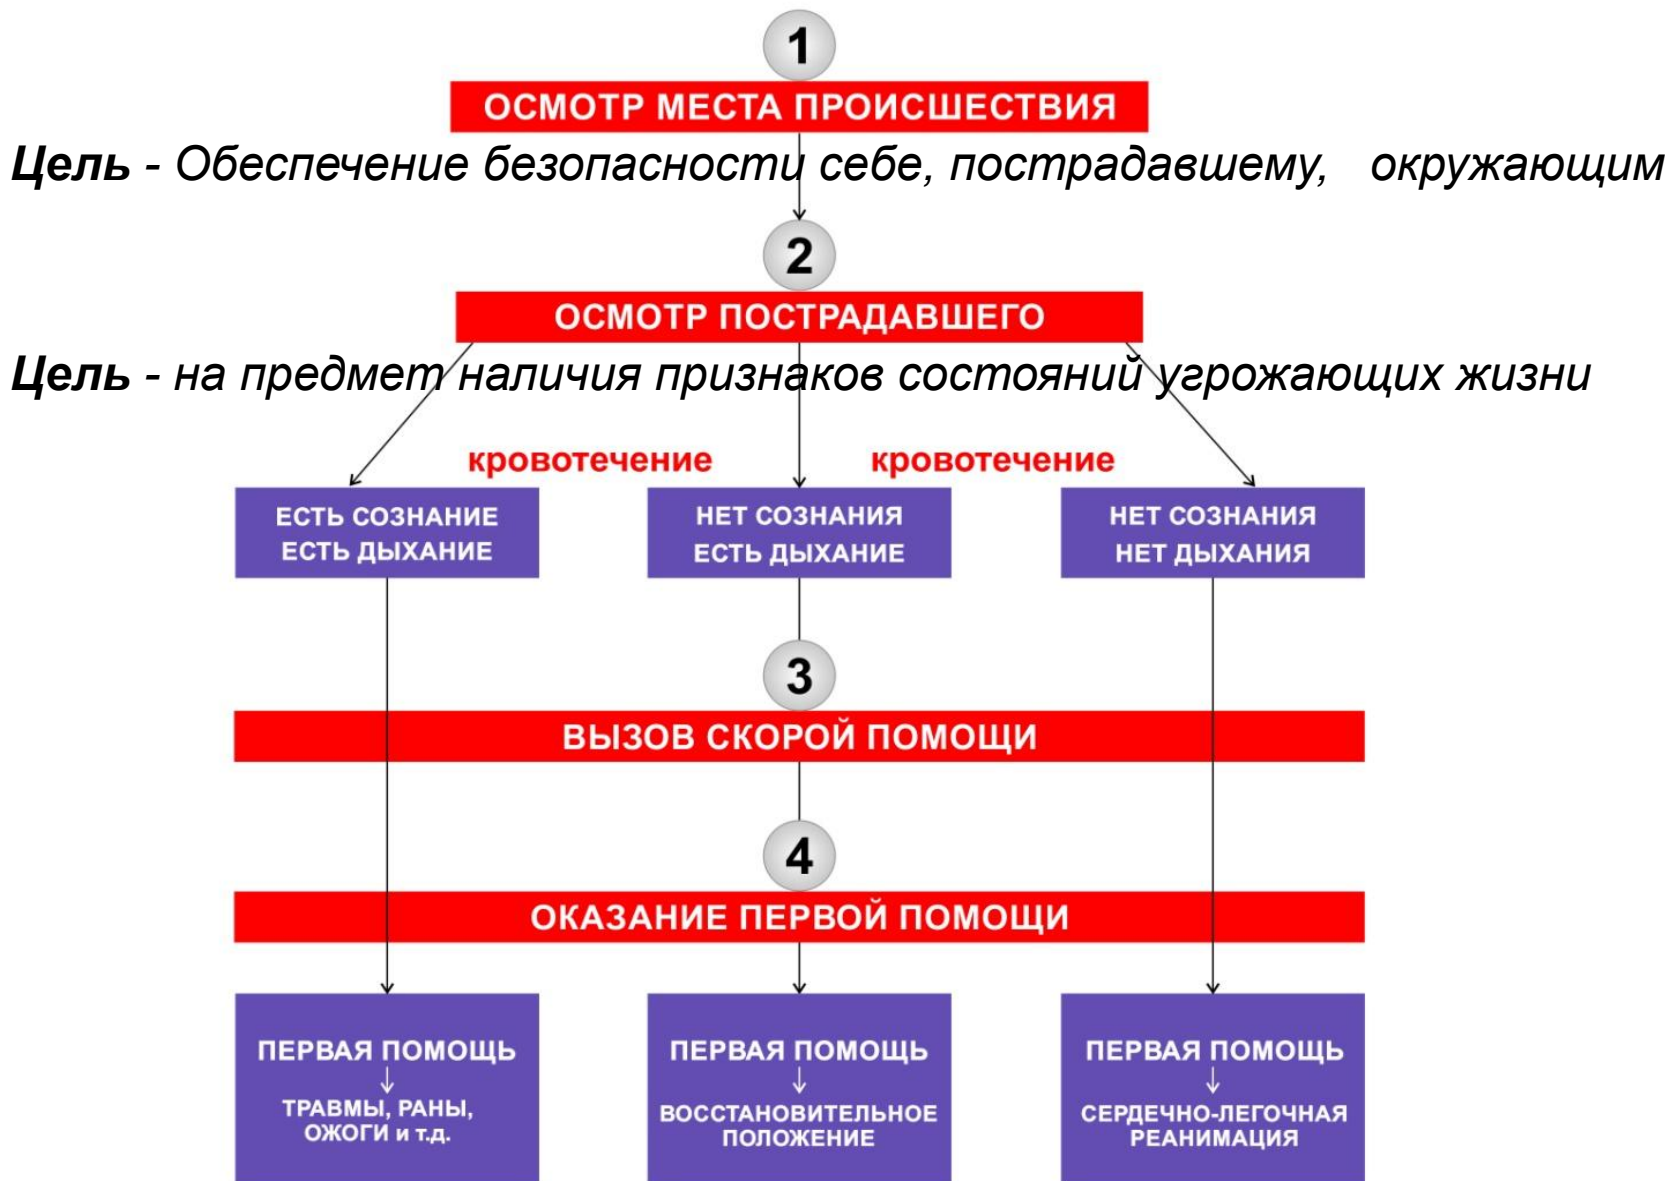 1
ОСМОТР МЕСТА ПРОИСШЕСТВИЯ
Цель - Обеспечение безопасности себе, пострадавшему, окружающим
2
ОСМОТР ПОСТРАДАВШЕГО
Цель - на предмет наличия признаков состояний угрожающих жизни
кровотечение кровотечение
ЕСТЬ СОЗНАНИЕ
ЕСТЬ ДЫХАНИЕ
НЕТ СОЗНАНИЯ
ЕСТЬ ДЫХАНИЕ
НЕТ СОЗНАНИЯ
НЕТ ДЫХАНИЯ
3
ВЫЗОВ СКОРОЙ ПОМОЩИ
4
ОКАЗАНИЕ ПЕРВОЙ ПОМОЩИ
ПЕРВАЯ ПОМОЩЬ
ТРАВМЫ, РАНЫ,
ОЖОГИ и т.д.
ПЕРВАЯ ПОМОЩЬ
ВОССТАНОВИТЕЛЬНОЕ
ПОЛОЖЕНИЕ
ПЕРВАЯ ПОМОЩЬ
СЕРДЕЧНО-ЛЕГОЧНАЯ
РЕАНИМАЦИЯ